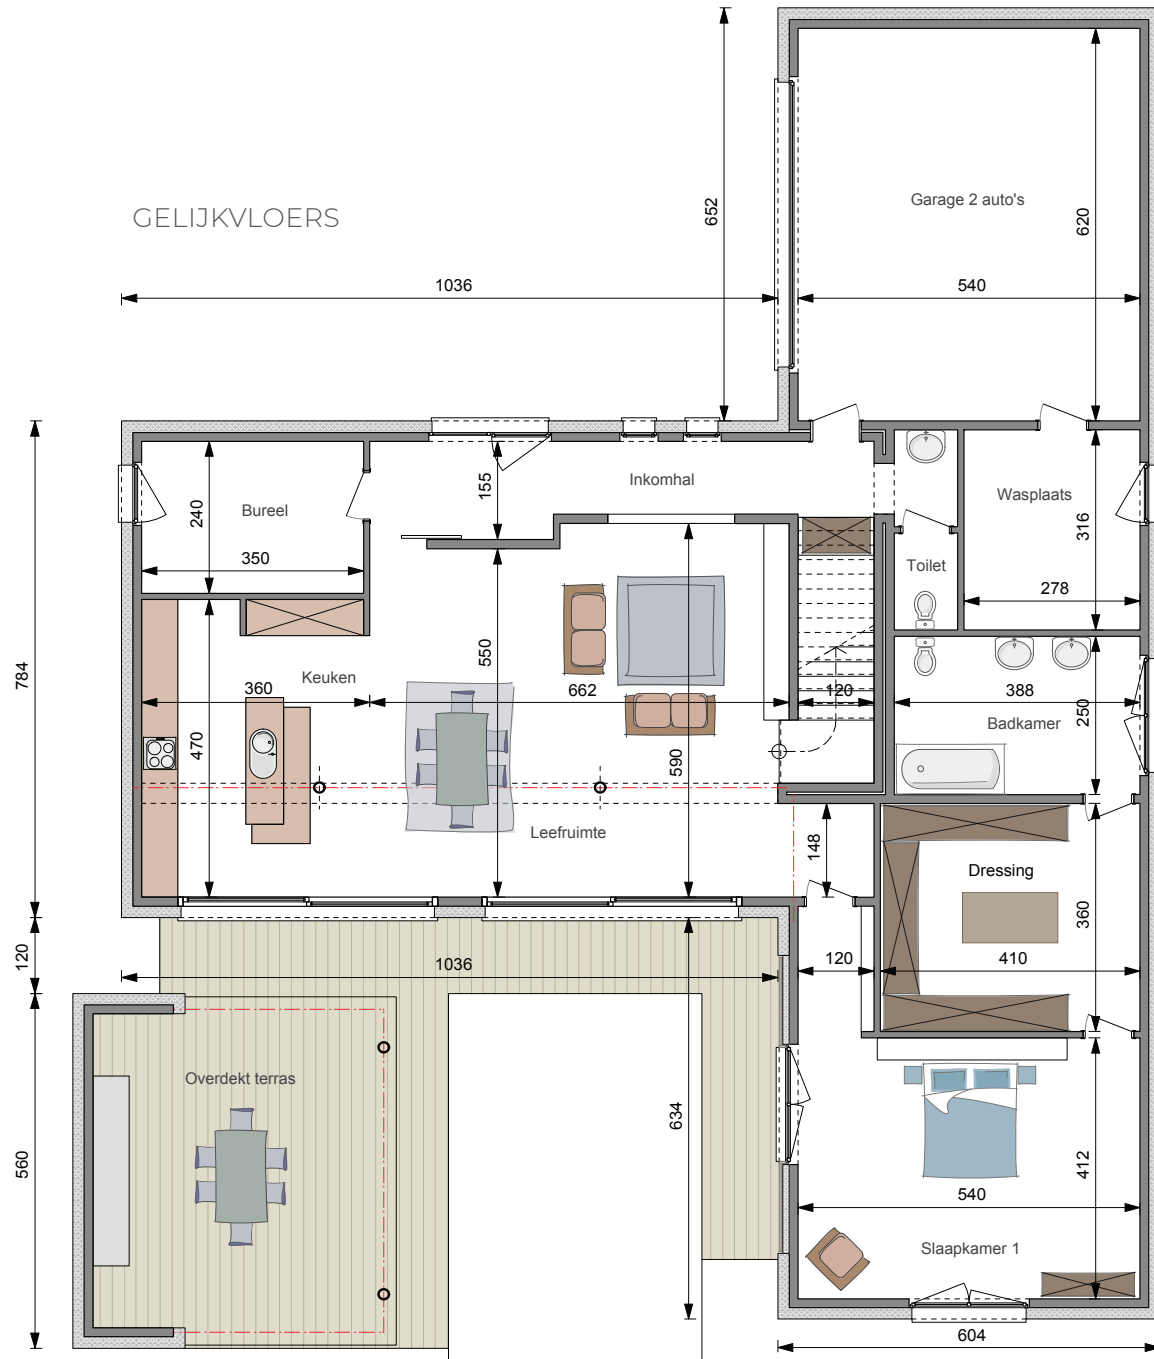 GELIJKVLOERS
652
Garage 2 auto's
620
1036
540
784
Bureel
240
350
155
Inkomhal
Wasplaats
316
278
Toilet
550
Keuken
360
662
120
388
250
Badkamer
470
590
Leefruimte
148
Dressing
360
120
1036
120
410
Overdekt terras
560
634
412
540
Slaapkamer 1
604